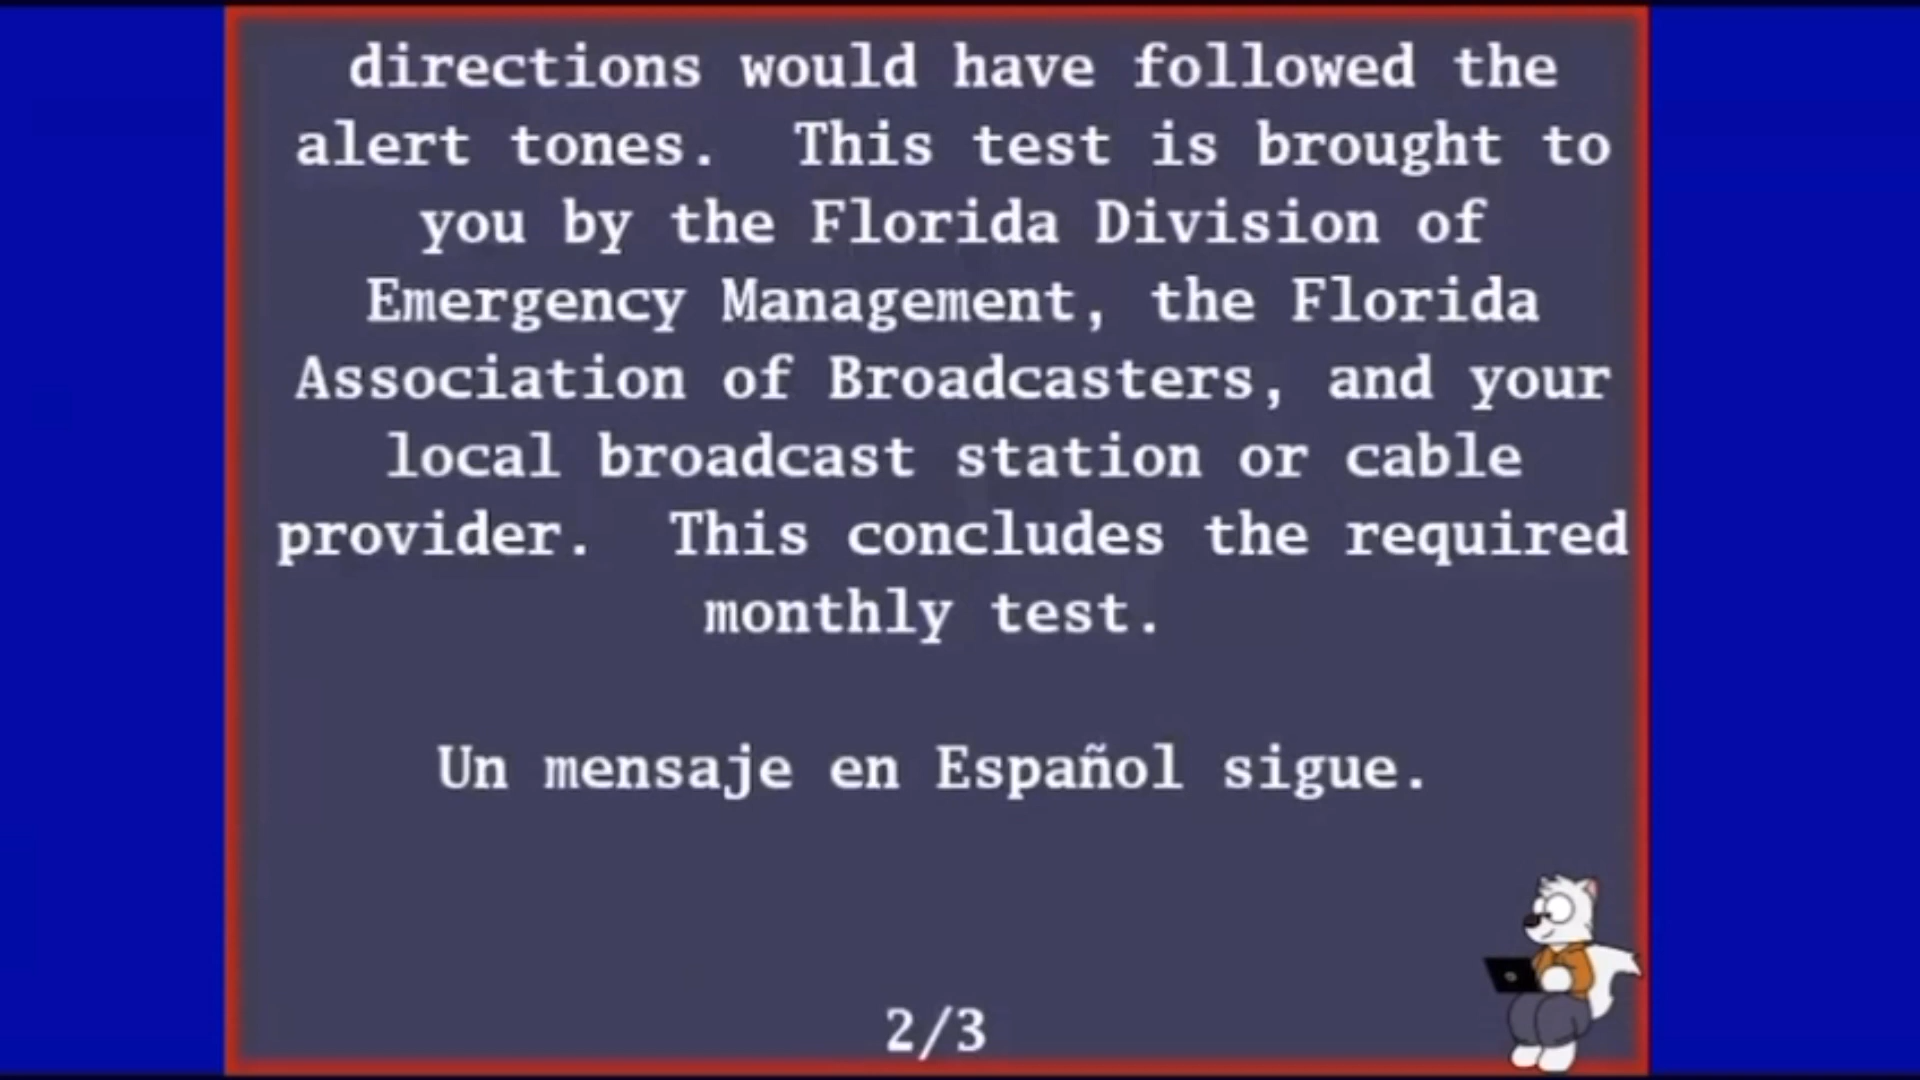 directions would have followed the
alert tones.  This test is brought to
you by the Florida Division of
Emergency Management, the Florida
Association of Broadcasters, and your
local broadcast station or cable
provider.  This concludes the required
monthly test.
Un mensaje en Español sigue.
2/3